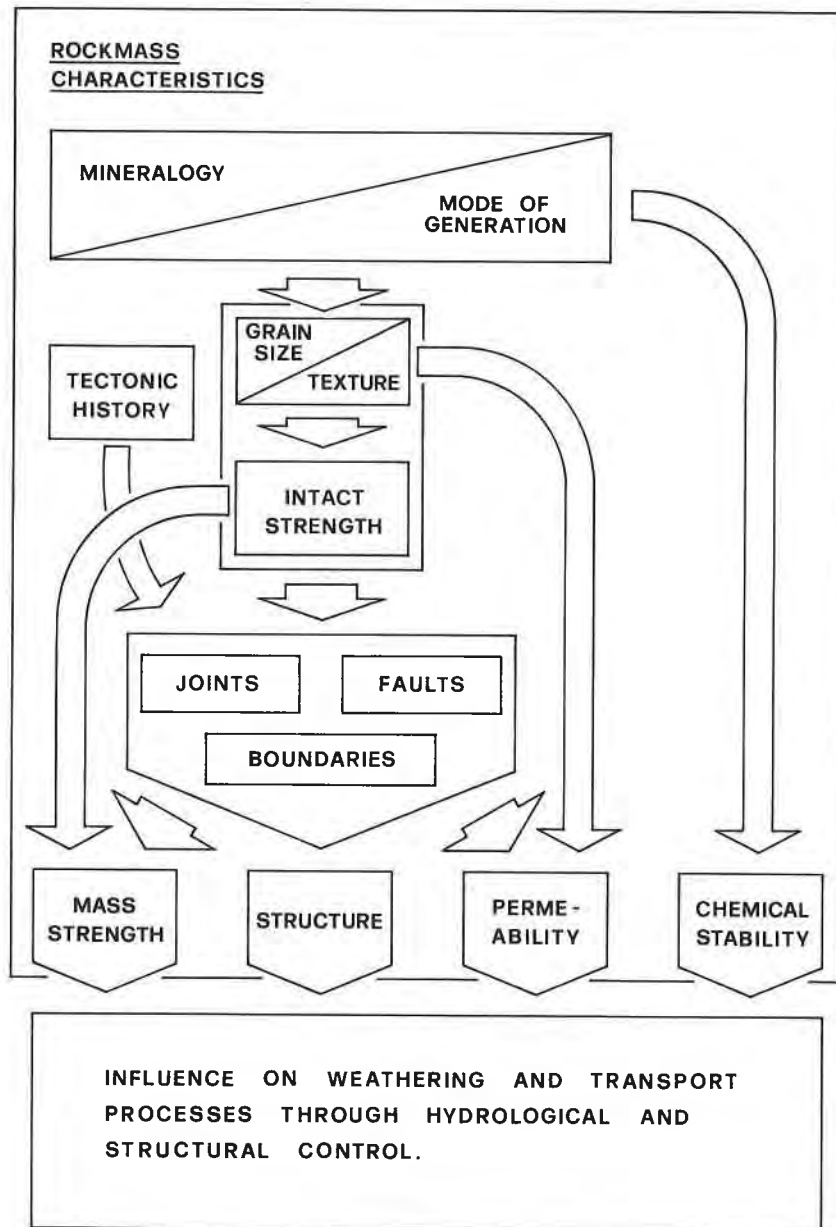 ROCKMASS
CHARACTERISTICS
MINERALOGY
MODE OF
GENERATION
GRAIN
SIZE
TEXTURE
TECTONIC
HISTORY
INTACT
STRENGTH
JOINTS
FAULTS
BOUNDARIES
MASS
STRENGTH
STRUCTURE
PERME-
ABILITY
CHEMICAL
STABILITY
INFLUENCE ON WEATHERING AND TRANSPORT
PROCESSES THROUGH HYDROLOGICAL AND
STRUCTURAL CONTROL.